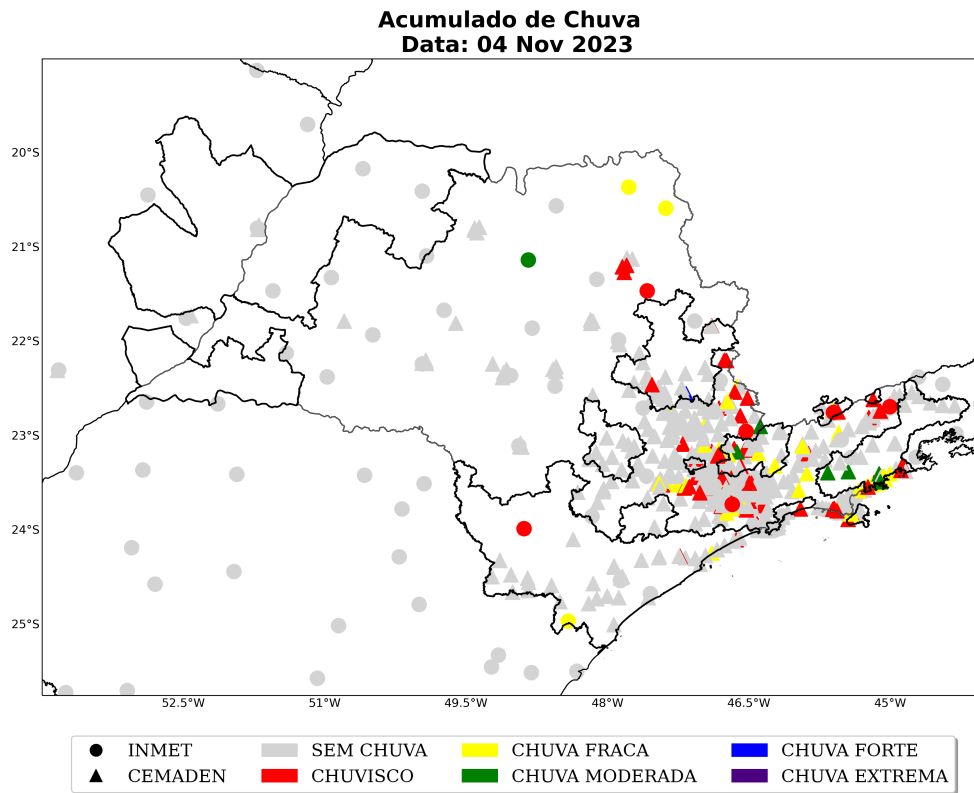 Acumulado de Chuva
Data: 04 Nov 2023
20°S
21°S
22°S
23°S
24°S
25°S
52.5°W 51°W 49.5°W 48°W 46.5°W 45°W
INMET SEM CHUVA CHUVA FRACA CHUVA FORTE
CEMADEN CHUVISCO CHUVA MODERADA CHUVA EXTREMA